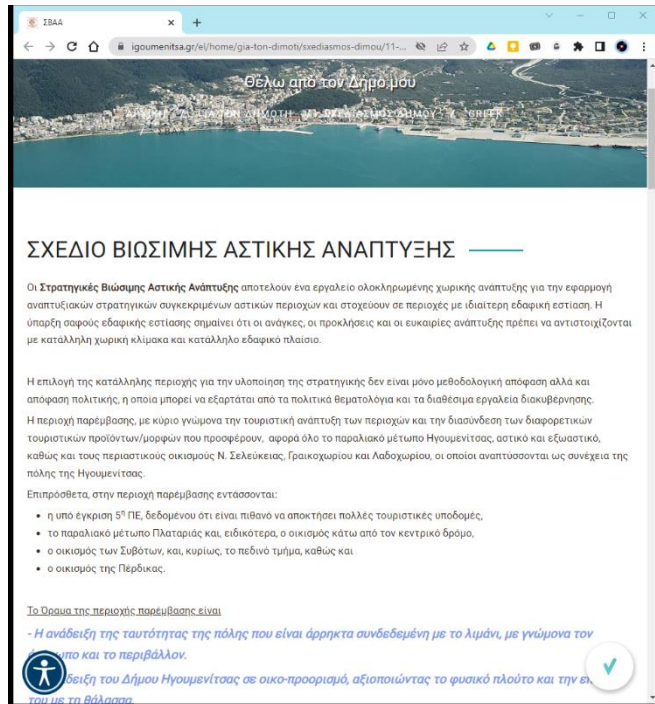 ΣΒΑΑ
igoumenitsa.gr/el/home/gia-ton-dimoti/sxediasmos-dimou/11-...
Θέλω από τον Δήμο μου
GREEK
ΣΧΕΔΙΟ ΒΙΩΣΙΜΗΣ ΑΣΤΙΚΗΣ ΑΝΑΠΤΥΞΗΣ
Οι Στρατηγικές Βιώσιμης Αστικής Ανάπτυξης αποτελούν ένα εργαλείο ολοκληρωμένης χωρικής ανάπτυξης για την εφαρμογή
αναπτυξιακών στρατηγικών συγκεκριμένων αστικών περιοχών και στοχεύουν σε περιοχές με ιδιαίτερη εδαφική εστίαση. Η
ύπαρξη σαφούς εδαφικής εστίασης σημαίνει ότι οι ανάγκες, οι προκλήσεις και οι ευκαιρίες ανάπτυξης πρέπει να αντιστοιχίζονται
με κατάλληλη χωρική κλίμακα και κατάλληλο εδαφικό πλαίσιο.
Η επιλογή της κατάλληλης περιοχής για την υλοποίηση της στρατηγικής δεν είναι μόνο μεθοδολογική απόφαση αλλά και
απόφαση πολιτικής, η οποία μπορεί να εξαρτάται από τα πολιτικά θεματολόγια και τα διαθέσιμα εργαλεία διακυβέρνησης.
Η περιοχή παρέμβασης, με κύριο γνώμονα την τουριστική ανάπτυξη των περιοχών και την διασύνδεση των διαφορετικών
τουριστικών προϊόντων/μορφών που προσφέρουν, αφορά όλο το παραλιακό μέτωπο Ηγουμενίτσας, αστικό και εξωαστικό,
καθώς και τους περιαστικούς οικισμούς Ν. Σελεύκειας, Γραικοχωρίου και Λαδοχωρίου, οι οποίοι αναπτύσσονται ως συνέχεια της
πόλης της Ηγουμενίτσας.
Επιπρόσθετα, στην περιοχή παρέμβασης εντάσσονται:
• η υπό έγκριση 5η ΠΕ, δεδομένου ότι είναι πιθανό να αποκτήσει πολλές τουριστικές υποδομές,
• το παραλιακό μέτωπο Πλαταριάς και, ειδικότερα, ο οικισμός κάτω από τον κεντρικό δρόμο,
• ο οικισμός των Συβότων, και, κυρίως, το πεδινό τμήμα, καθώς και
• ο οικισμός της Πέρδικας.
Το Όραμα της περιοχής παρέμβασης είναι
- Η ανάδειξη της ταυτότητας της πόλης που είναι άρρηκτα συνδεδεμένη με το λιμάνι, με γνώμονα τον
και το περιβάλλον.
του Δήμου Ηγουμενίτσας σε οικο-προορισμό, αξιοποιώντας το φυσικό πλούτο και την
του με τη θάλασσα.